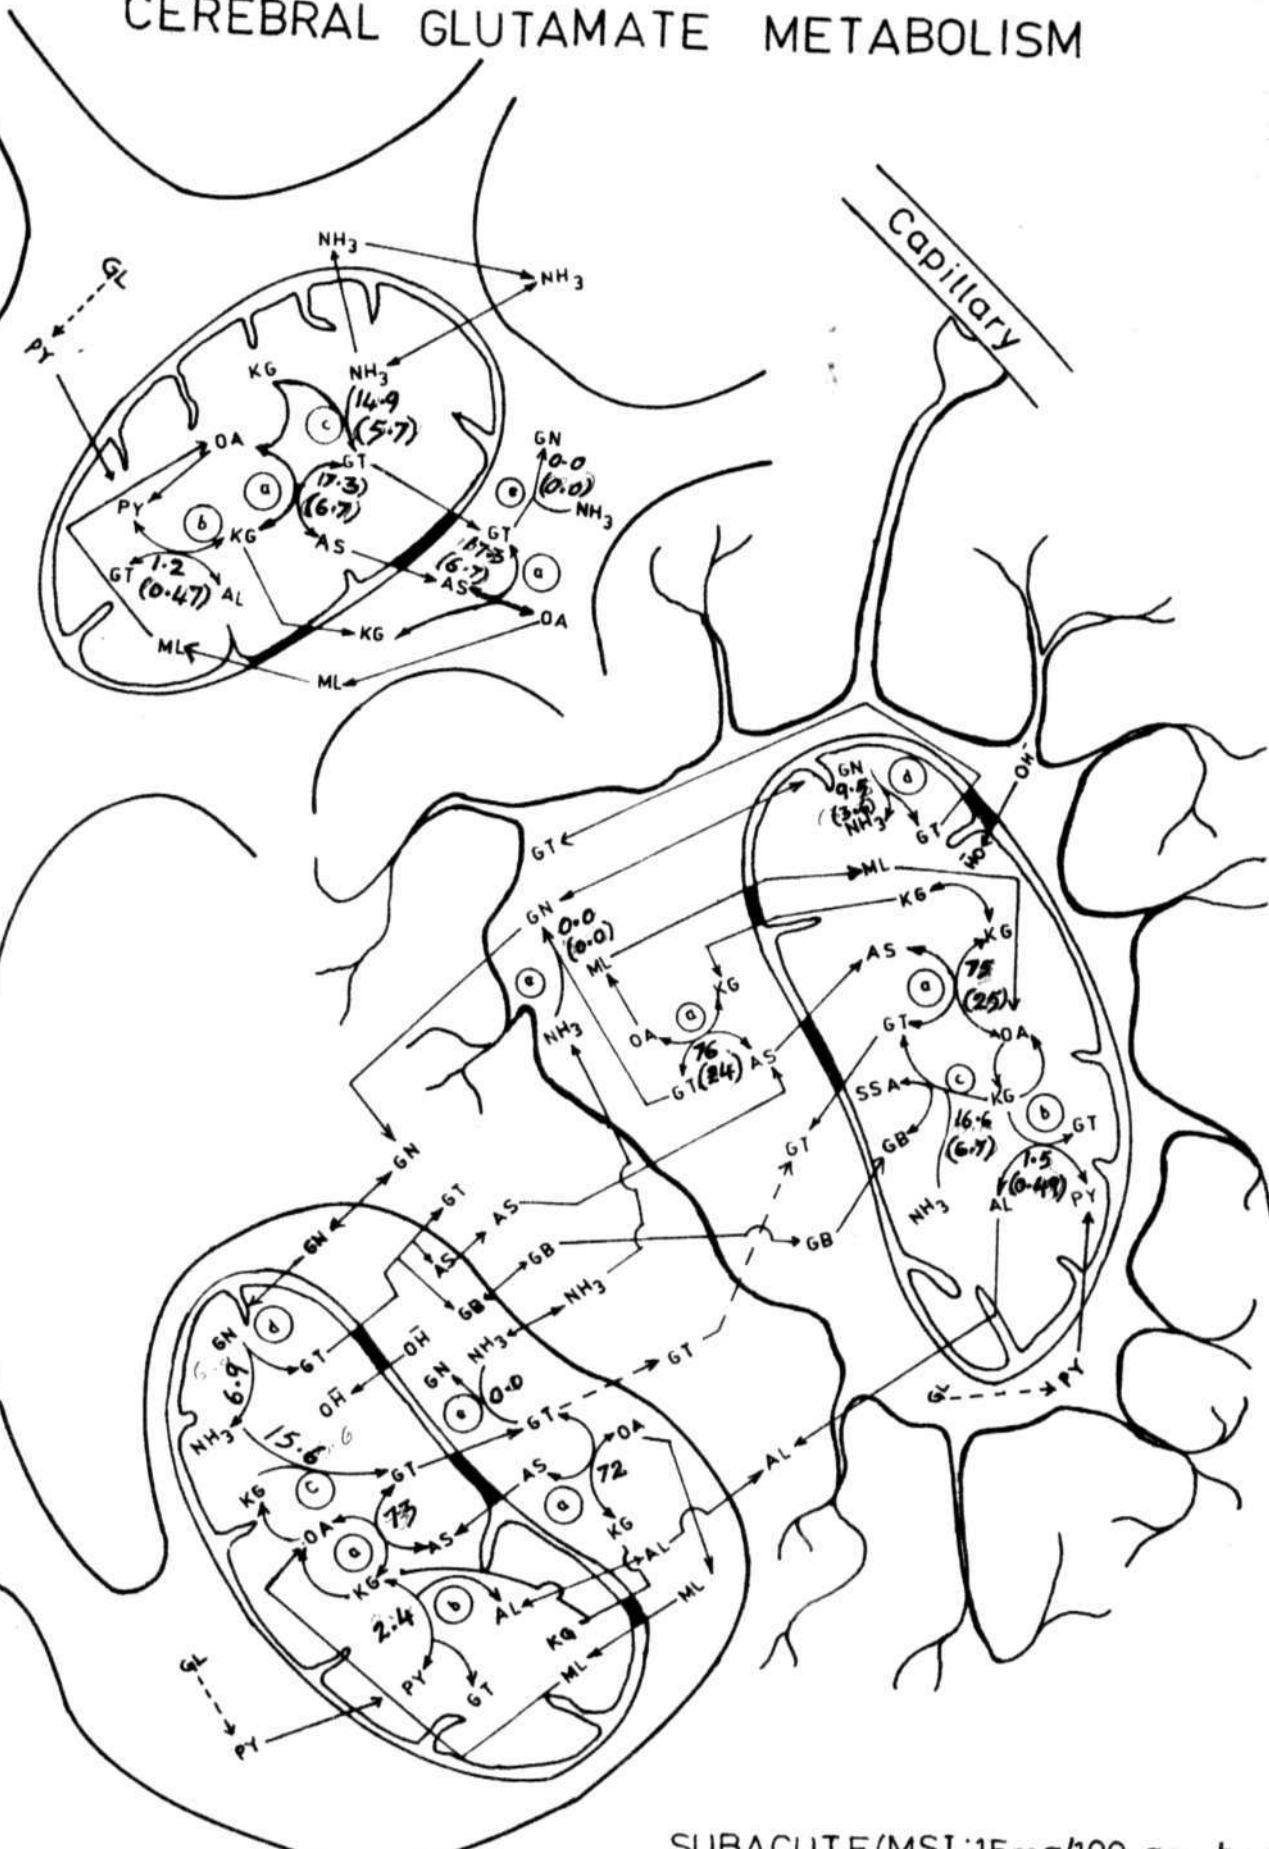 CEREBRAL GLUTAMATE METABOLISM
Capillary
NH3
NH3
GL
PY
KG
NH3
14.9
(5.7)
c
OA
GN
0.0
(0.0)
GT
a
17.3
(6.7)
e
NH3
PY
b
KG
AS
GT
(6.7)
a
GT
1.2
(0.47)
AL
AS
OA
KG
ML
ML
GN
d
9.5
NH3
GT
OH-
GT
ML
KG
GN
0.0
(0.0)
KG
AS
75
(25)
ML
e
a
KG
a
NH3
OA
GT
OA
76
(24)
AS
GT
SSA
c
KG
b
GT
16.6
(6.7)
GB
GT
1.5
(0.49)
GN
NH3
AL
PY
GT
AS
GN
GB
GB
AS
NH3
GB
GN
d
GT
OH-
NH3
GT
6.9
GN
0.0
GL
PY
OH-
e
GT
NH3
15.6
OA
GT
AL
KG
c
AS
72
a
OA
73
KG
a
AS
AL
KG
b
AL
ML
2.4
KG
GL
PY
GT
ML
PY